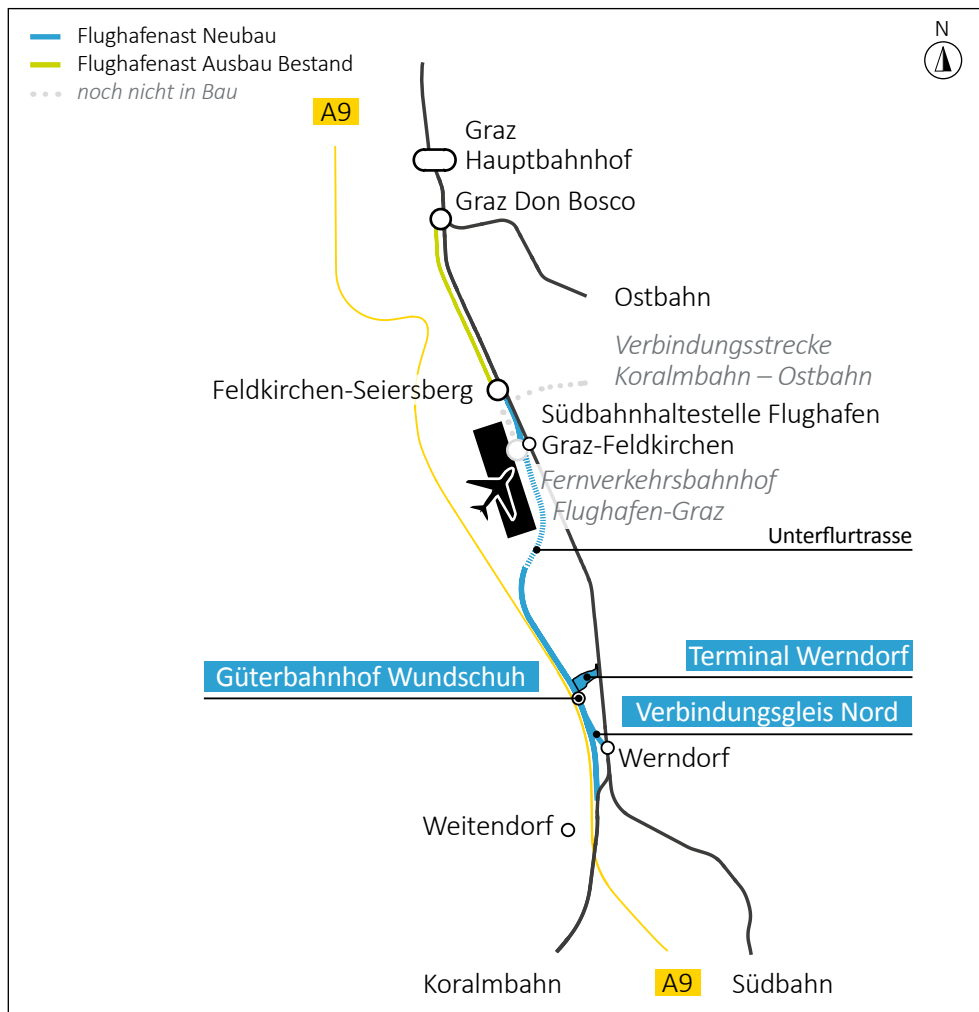 Flughafenast Neubau
Flughafenast Ausbau Bestand
noch nicht in Bau
N
A9
Graz
Hauptbahnhof
Graz Don Bosco
Ostbahn
Verbindungsstrecke
Koralmbahn – Ostbahn
Feldkirchen-Seiersberg
Südbahnhaltestelle Flughafen
Graz-Feldkirchen
Fernverkehrsbahnhof
Flughafen-Graz
Unterflurtrasse
Terminal Werndorf
Güterbahnhof Wundschuh
Verbindungsgleis Nord
Werndorf
Weitendorf
Koralmbahn
A9
Südbahn